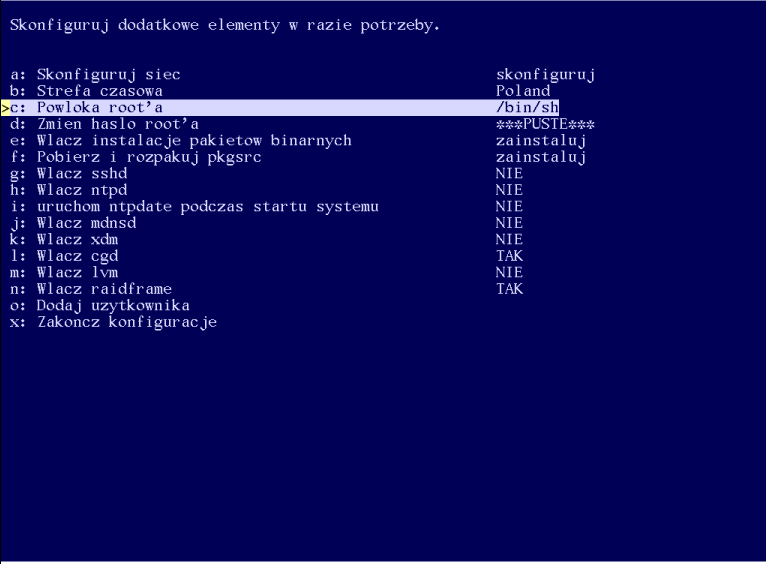 Skonfiguruj dodatkowe elementy w razie potrzeby.
a: Skonfiguruj siec skonfiguruj
b: Strefa czasowa Poland
>c: Powloka root'a /bin/sh
d: Zmien haslo root'a ***PUSTE***
e: Wlacz instalacje pakietow binarnych zainstaluj
f: Pobierz i rozpakuj pkgsrc zainstaluj
g: Wlacz sshd NIE
h: Wlacz ntpd NIE
i: uruchom ntpdate podczas startu systemu NIE
j: Wlacz mdnsd NIE
k: Wlacz xdm NIE
l: Wlacz cgd TAK
m: Wlacz lvm NIE
n: Wlacz raidframe TAK
o: Dodaj uzytkownika
x: Zakoncz konfiguracje